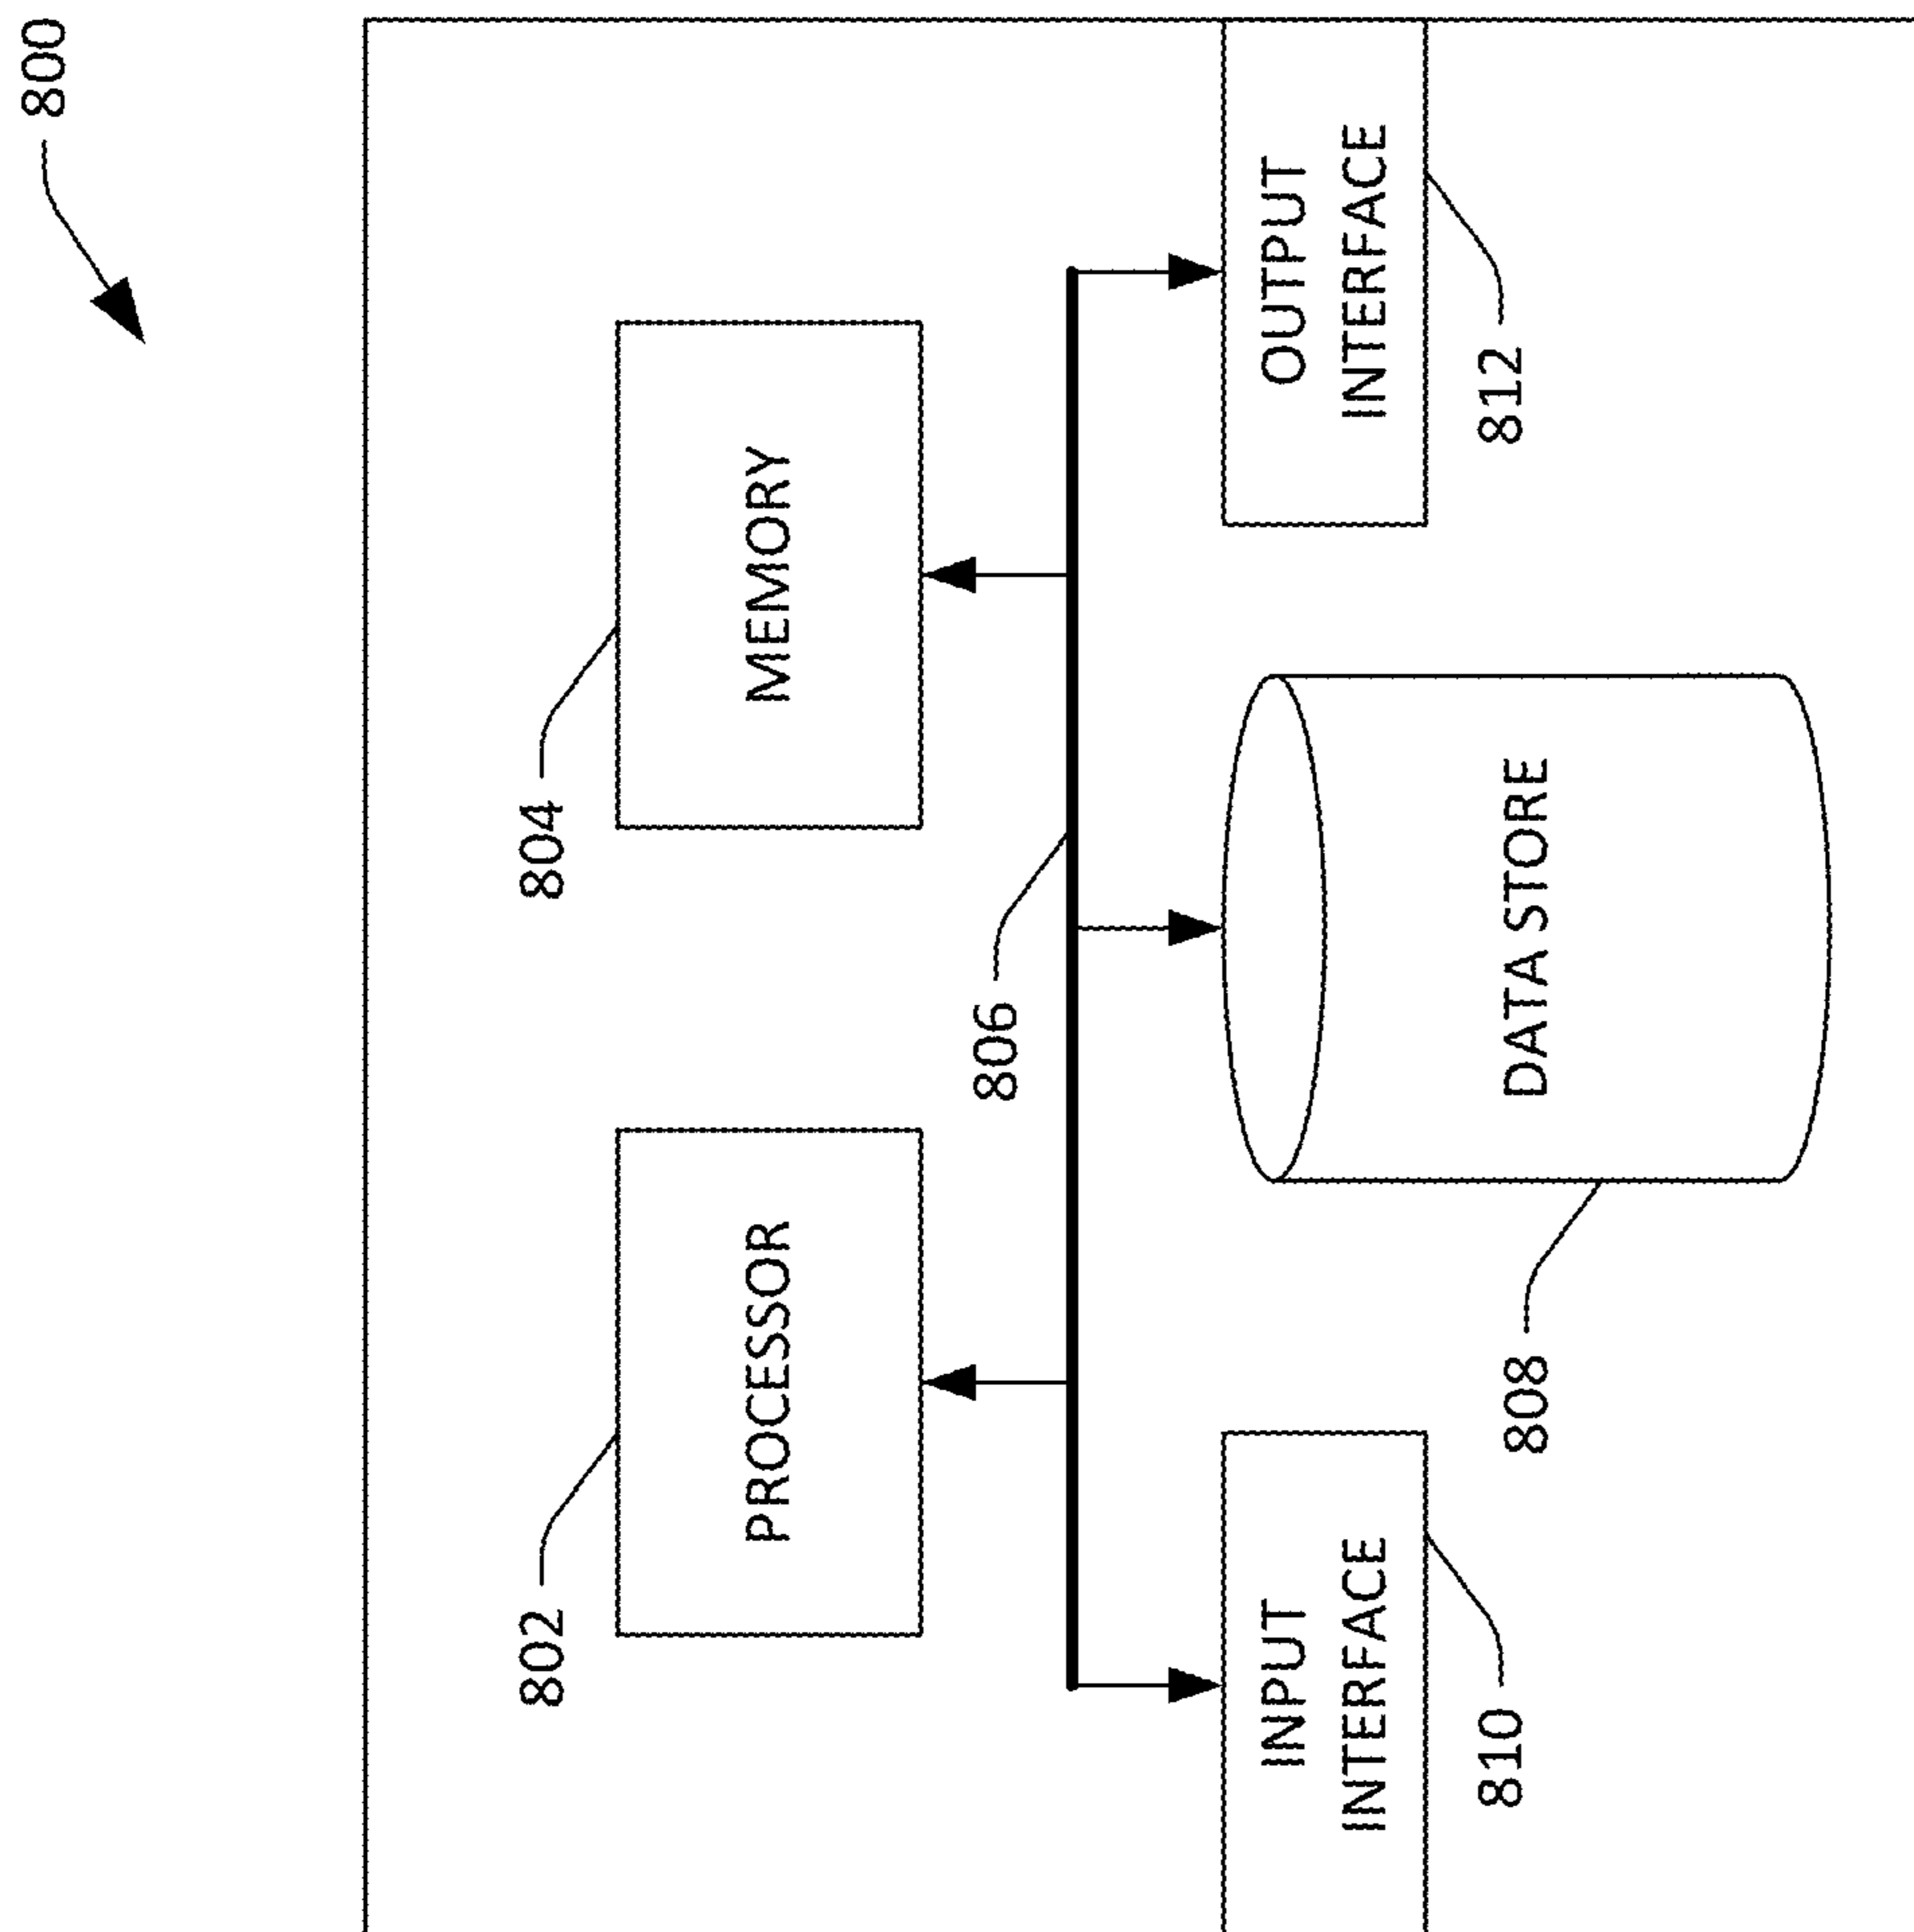 800
802
PROCESSOR
804
MEMORY
806
INPUT
INTERFACE
810
808
DATA STORE
OUTPUT
INTERFACE
812